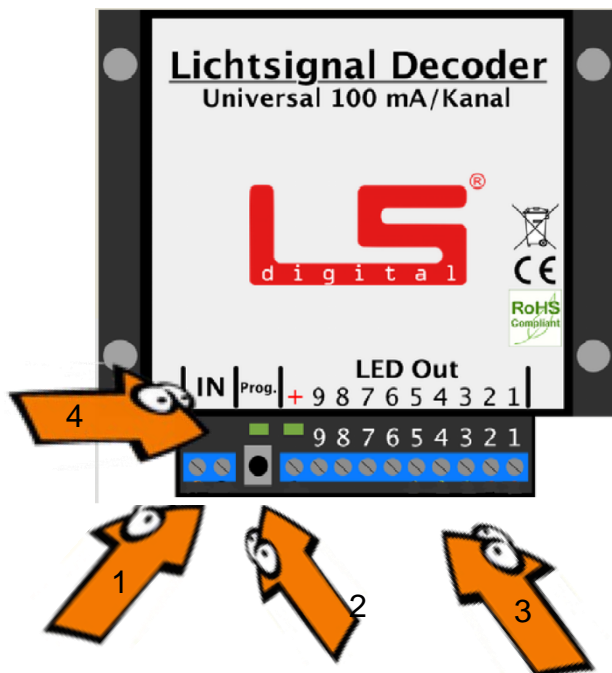 Lichtsignal Decoder
Universal 100 mA/Kanal
LS ®
digital
CE
RoHS
Compliant
LED Out
IN Prog. + 9 8 7 6 5 4 3 2 1
9 8 7 6 5 4 3 2 1
4
1
2
3